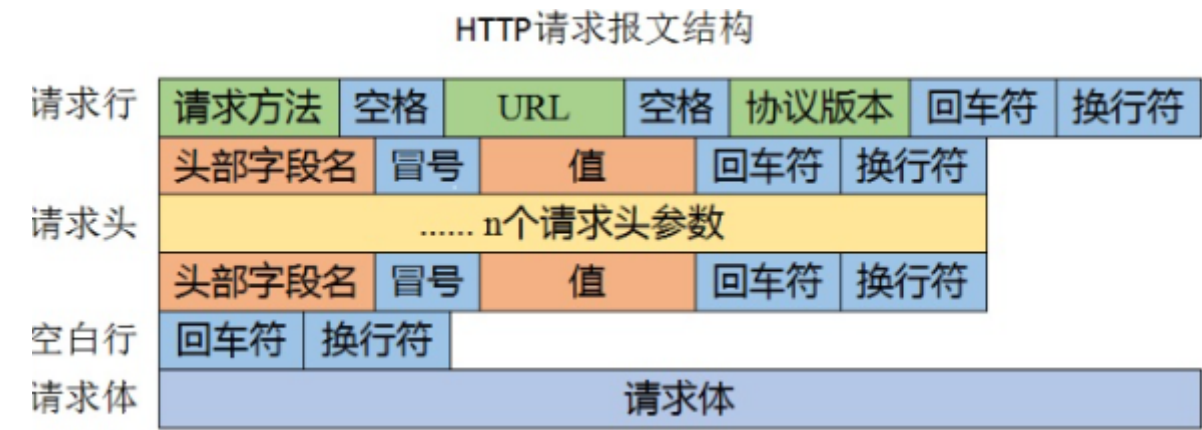 HTTP请求报文结构
请求行 请求方法 空格 URL 空格 协议版本 回车符 换行符
头部字段名 冒号 值 回车符 换行符
请求头 ...... n个请求头参数
头部字段名 冒号 值 回车符 换行符
空白行 回车符 换行符
请求体 请求体